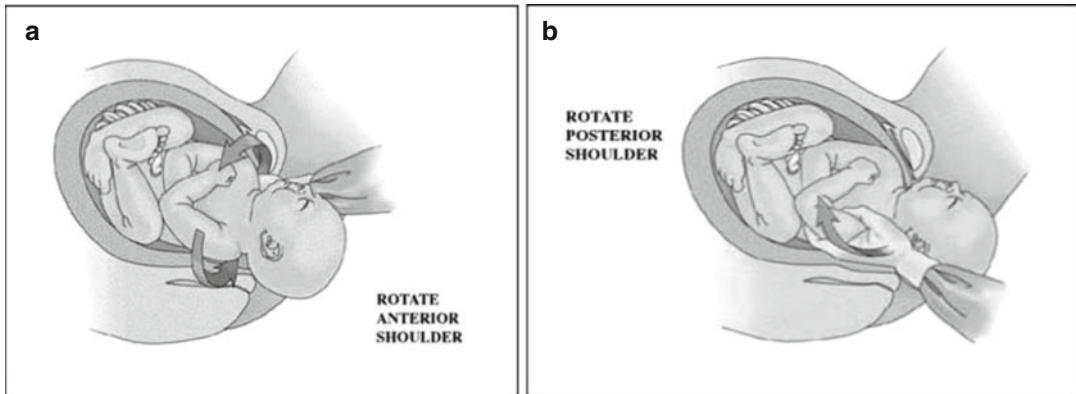 a
ROTATE
ANTERIOR
SHOULDER
b
ROTATE
POSTERIOR
SHOULDER